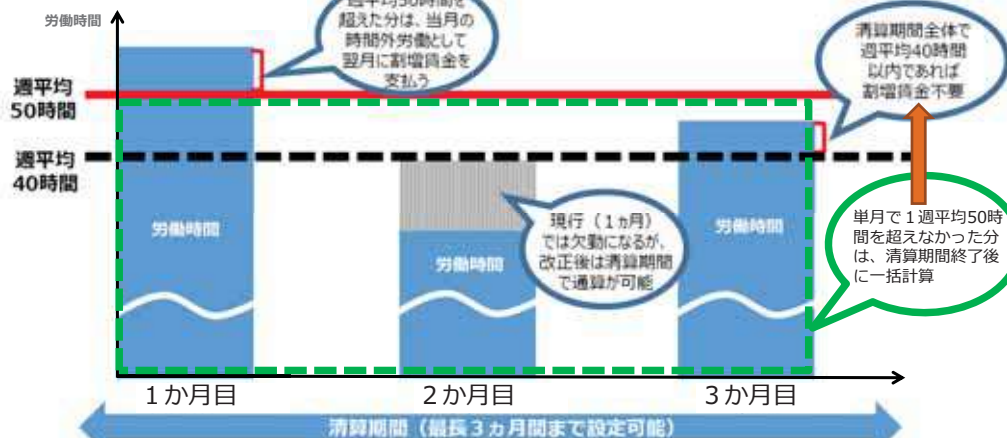 労働時間
週平均50時間を
超えた分は、当月の
時間外労働として
翌月に割増賃金を
支払う
清算期間全体で
週平均40時間
以内であれば
割増賃金不要
週平均
50時間
週平均
40時間
労働時間
労働時間
現行（1ヵ月）
では欠勤になるが、
改正後は清算期間
で通算が可能
労働時間
単月で１週平均50時
間を超えなかった分
は、清算期間終了後
に一括計算
１か月目
２か月目
３か月目
清算期間（最長３ヵ月間まで設定可能）